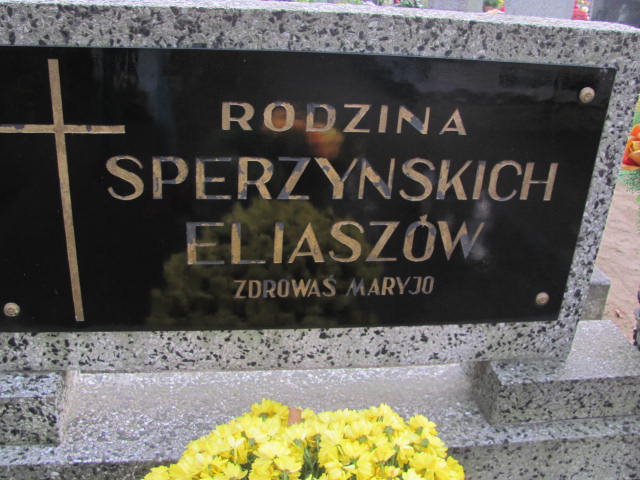 RODZINA
SPERZYNSKICH
ELIASZÓW
ZDROWAŚ MARYJO